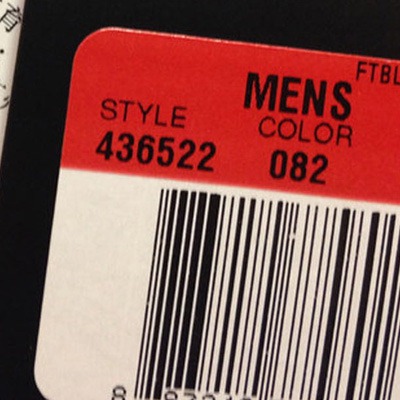 FTBL
MENS
STYLE COLOR
436522 082